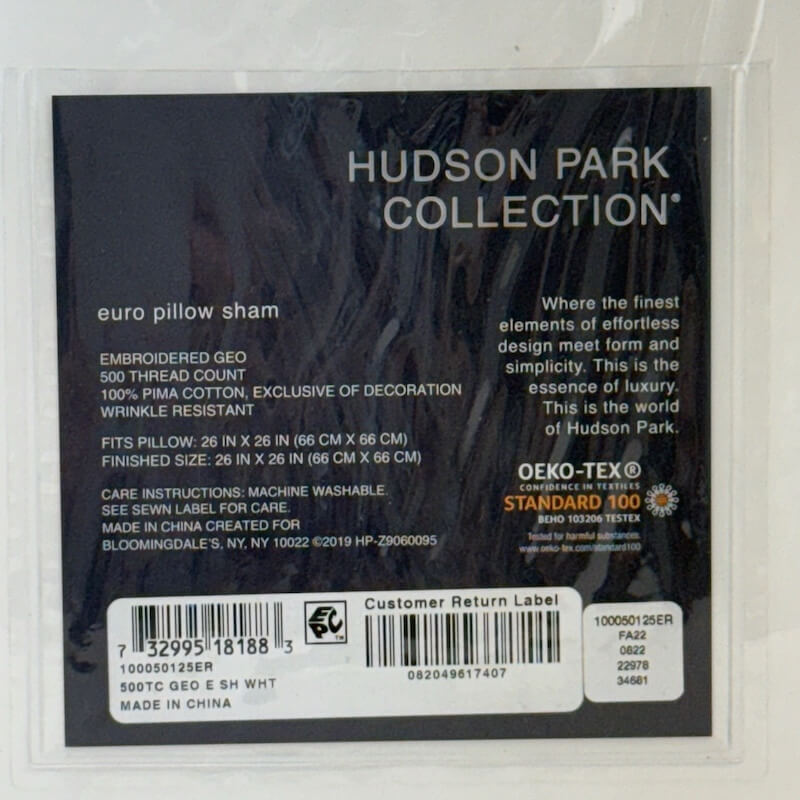 HUDSON PARK
COLLECTION®
euro pillow sham
EMBROIDERED GEO
500 THREAD COUNT
100% PIMA COTTON, EXCLUSIVE OF DECORATION
WRINKLE RESISTANT
FITS PILLOW: 26 IN X 26 IN (66 CM X 66 CM)
FINISHED SIZE: 26 IN X 26 IN (66 CM X 66 CM)
CARE INSTRUCTIONS: MACHINE WASHABLE.
SEE SEWN LABEL FOR CARE.
MADE IN CHINA CREATED FOR
BLOOMINGDALE'S, NY, NY 10022 ©2019 HP-Z9060095
Where the finest
elements of effortless
design meet form and
simplicity. This is the
essence of luxury.
This is the world
of Hudson Park.
OEKO-TEX®
CONFIDENCE IN TEXTILES
STANDARD 100
BEHO 103206 TESTEX
Tested for harmful substances.
www.oeko-tex.com/standard100
7 32995 18188 3
100050125ER
500TC GEO E SH WHT
MADE IN CHINA
EPC™
Customer Return Label
082049617407
100050125ER
FA22
0822
22978
34681